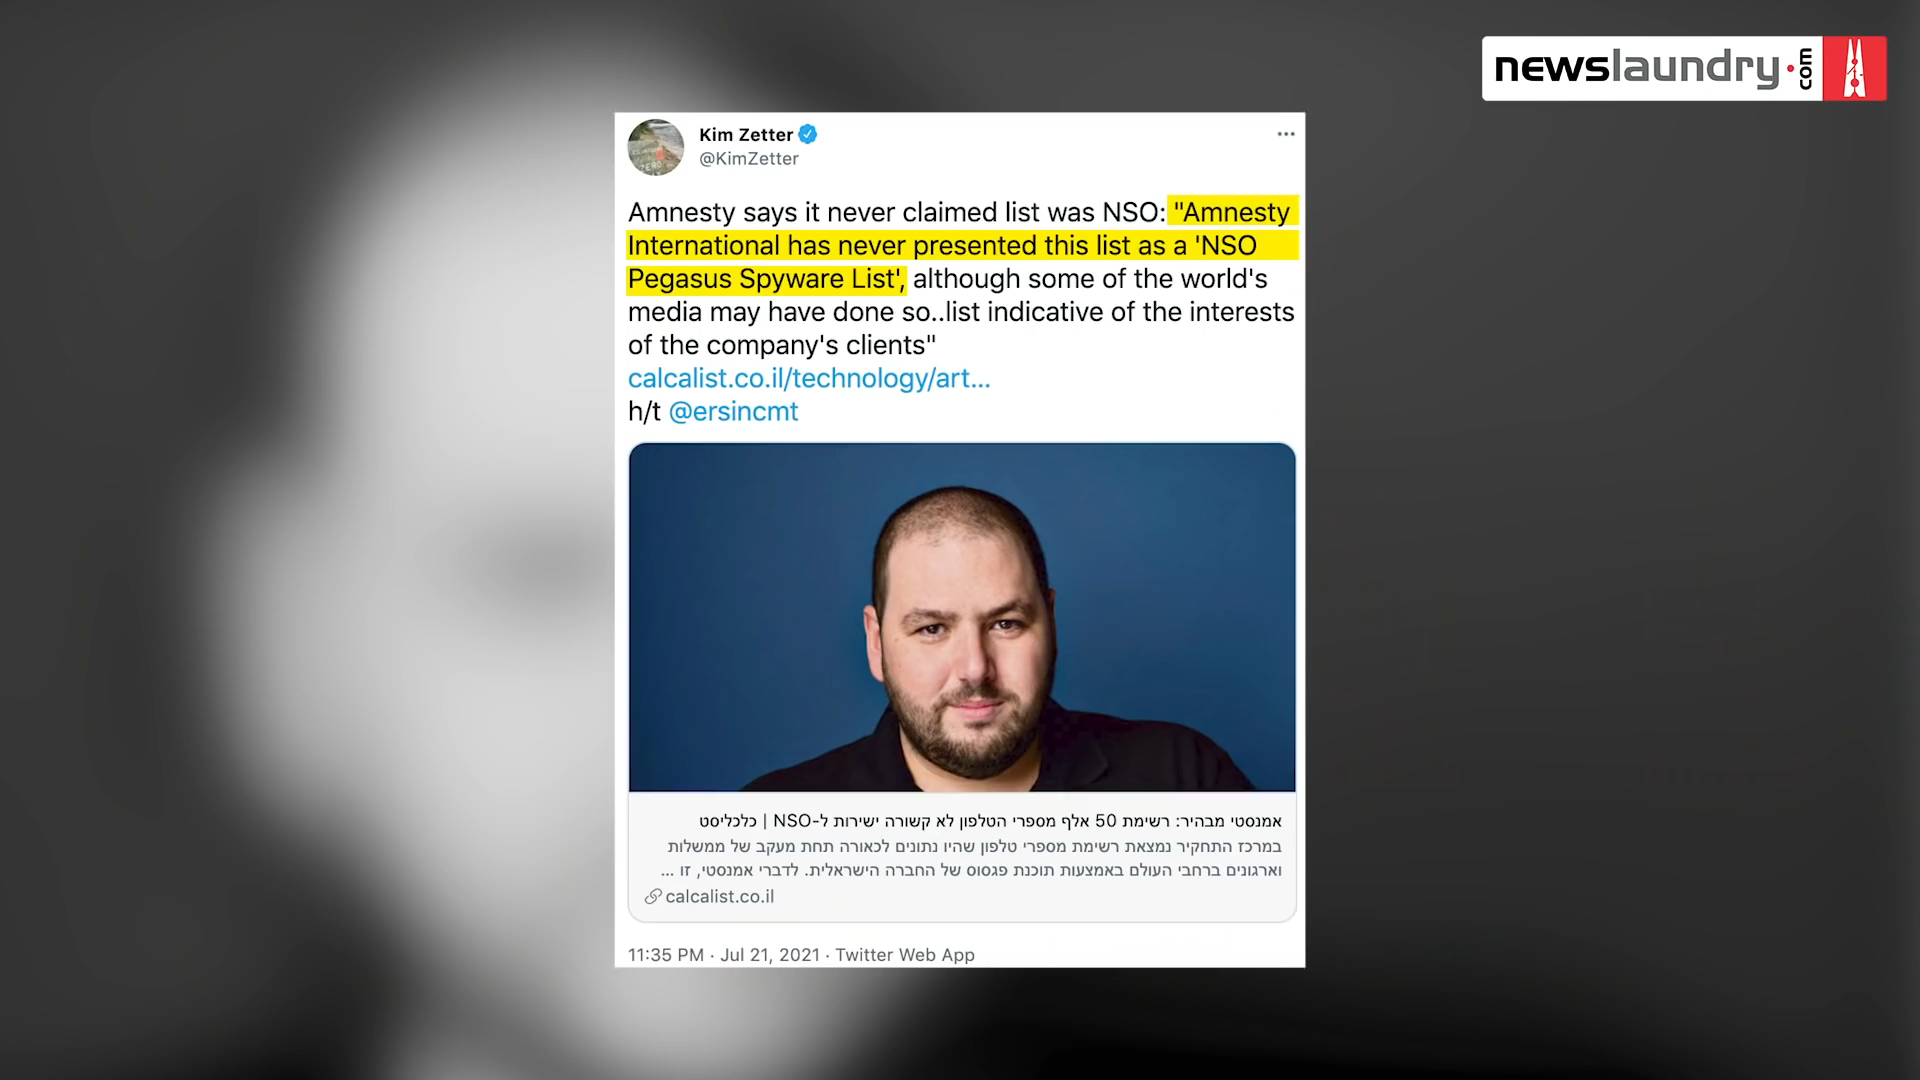 newslaundry.com
Kim Zetter
@KimZetter
Amnesty says it never claimed list was NSO: "Amnesty
International has never presented this list as a 'NSO
Pegasus Spyware List', although some of the world's
media may have done so..list indicative of the interests
of the company's clients"
calcalist.co.il/technology/art...
h/t @ersincmt
אמנסטי מבהיר: רשימת 50 אלף מספרי הטלפון לא קשורה ישירות ל-NSO | כלכליסט
במרכז התחקיר נמצאת רשימת מספרי טלפון שהיו נתונים לכאורה תחת מעקב של ממשלות
וארגונים ברחבי העולם באמצעות תוכנת פגסוס של החברה הישראלית. לדברי אמנסטי, זו ...
calcalist.co.il
11:35 PM · Jul 21, 2021 · Twitter Web App